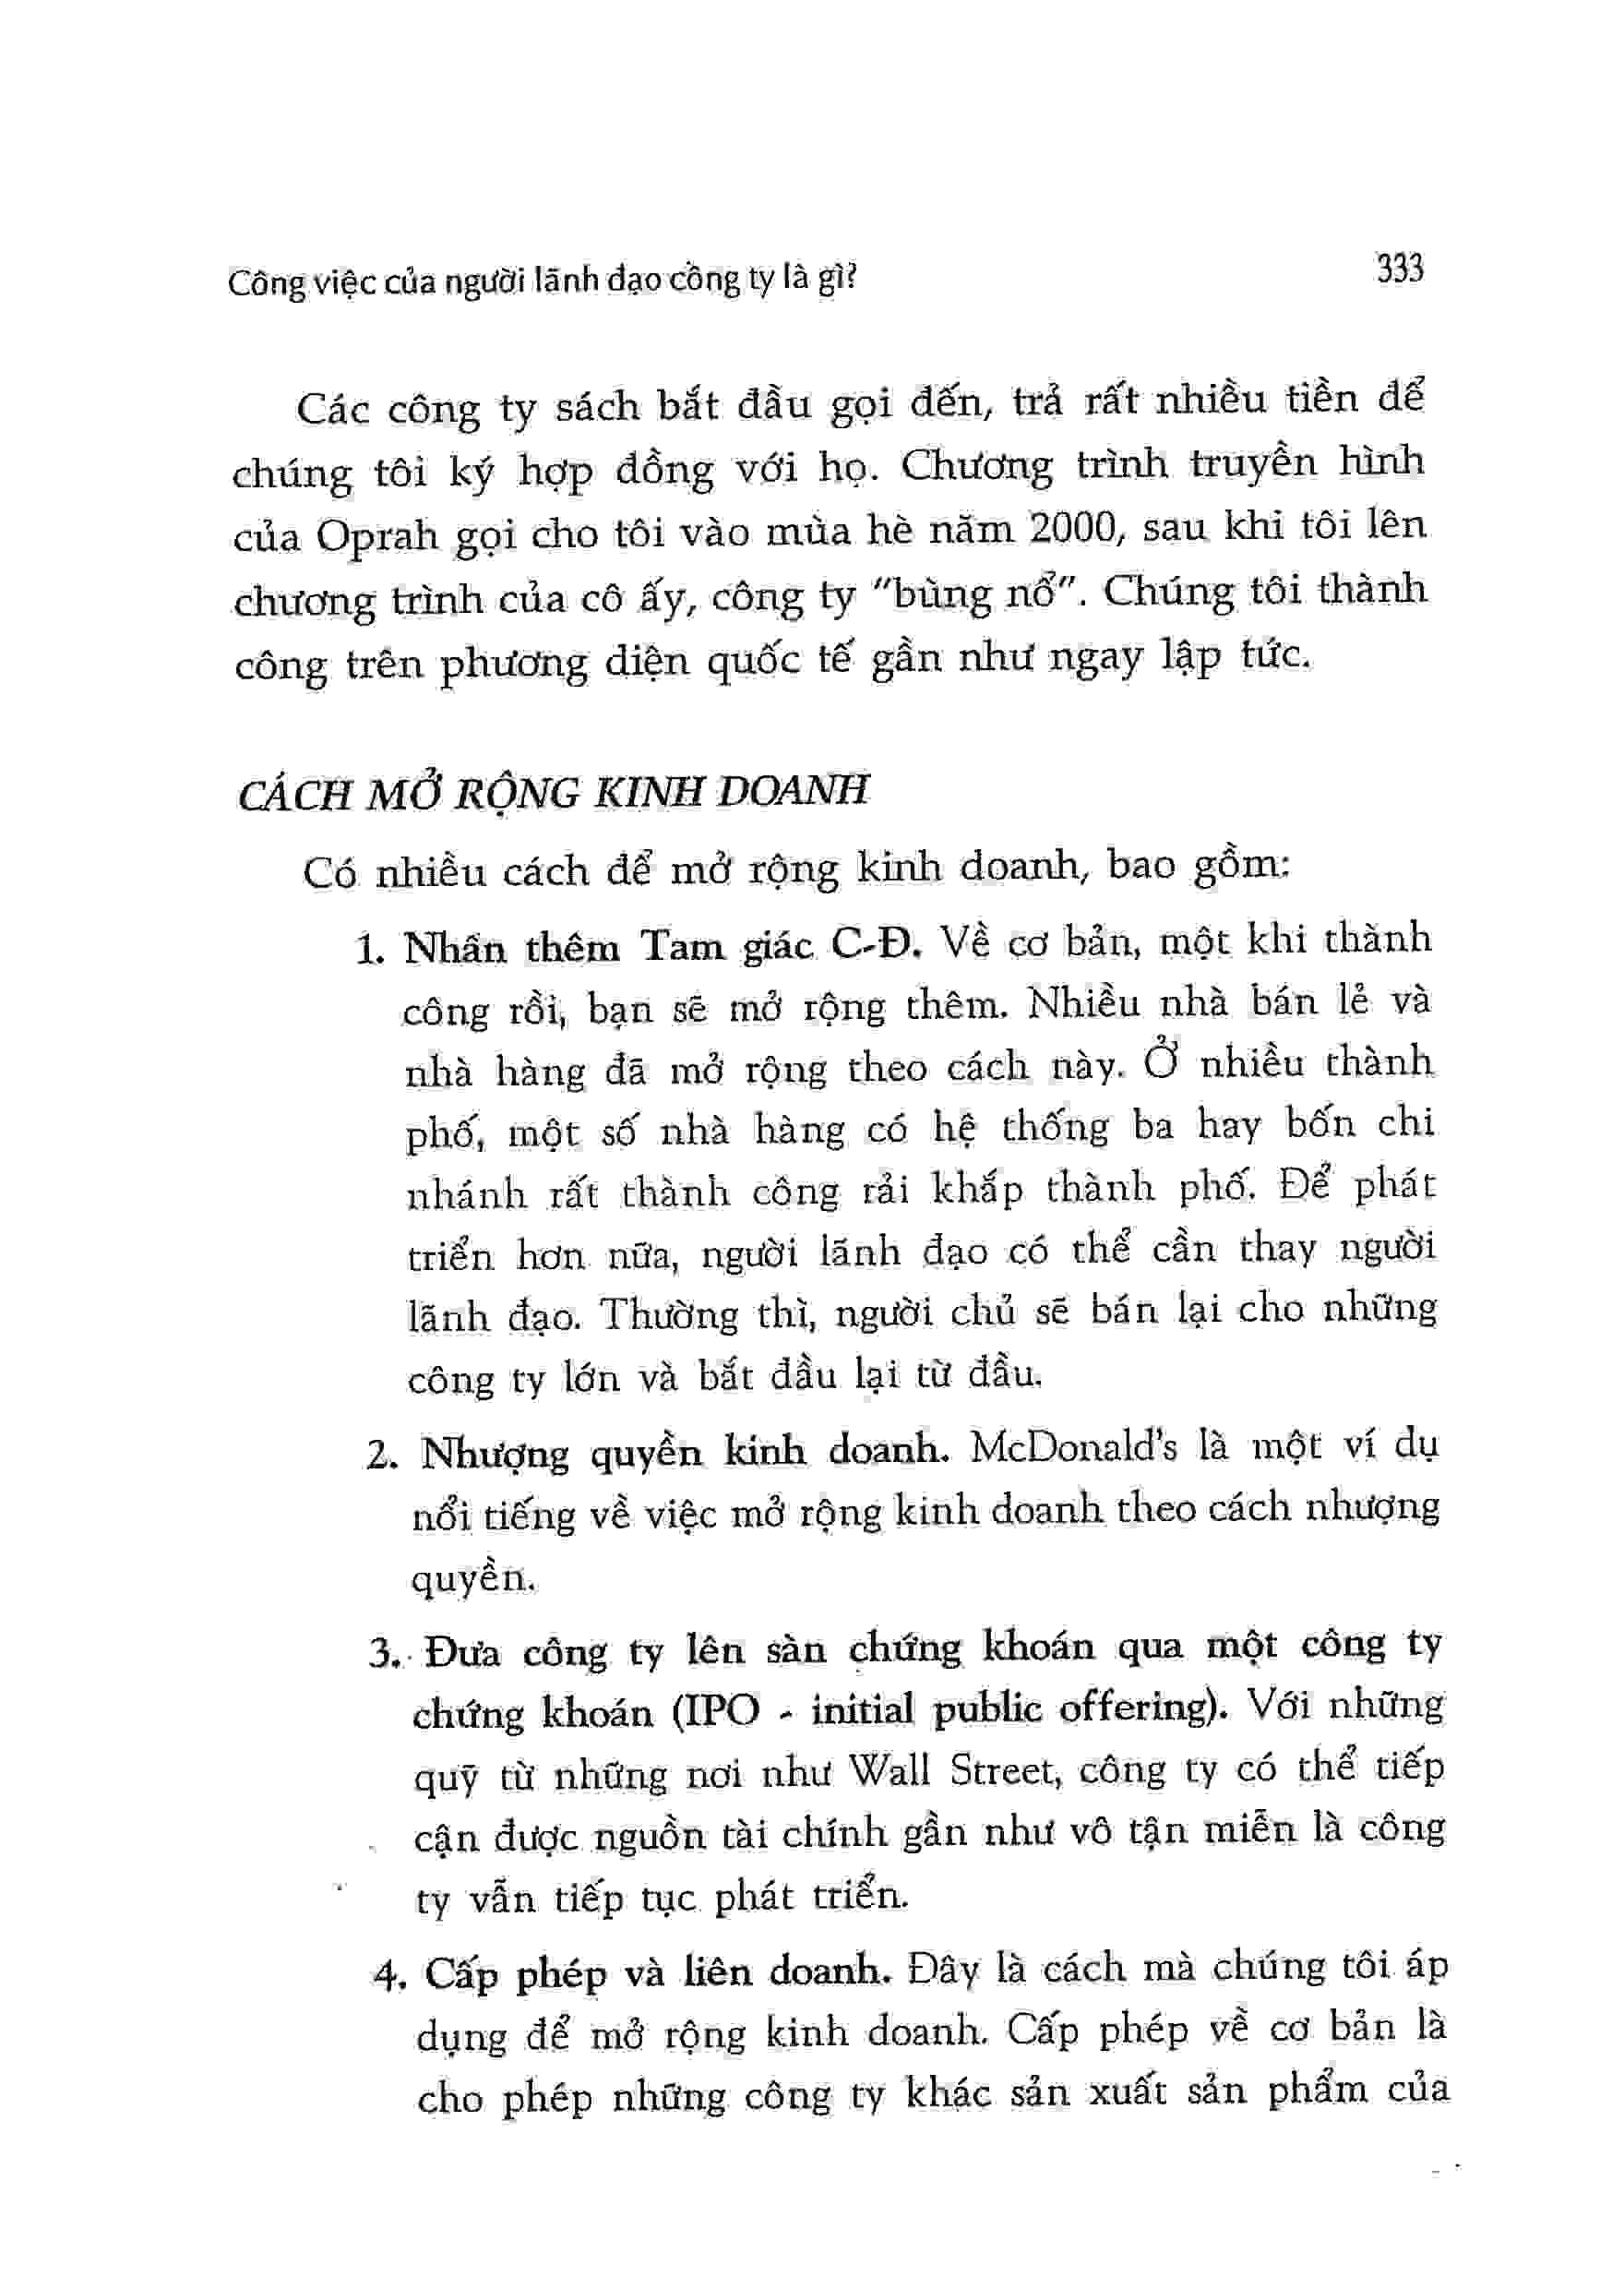 Công việc của người lãnh đạo công ty là gì?
333
Các công ty sách bắt đầu gọi đến, trả rất nhiều tiền để
chúng tôi ký hợp đồng với họ. Chương trình truyền hình
của Oprah gọi cho tôi vào mùa hè năm 2000, sau khi tôi lên
chương trình của cô ấy, công ty "bùng nổ". Chúng tôi thành
công trên phương diện quốc tế gần như ngay lập tức.
CÁCH MỞ RỘNG KINH DOANH
Có nhiều cách để mở rộng kinh doanh, bao gồm:
1. Nhân thêm Tam giác C-Đ. Về cơ bản, một khi thành
công rồi, bạn sẽ mở rộng thêm. Nhiều nhà bán lẻ và
nhà hàng đã mở rộng theo cách này. Ở nhiều thành
phố, một số nhà hàng có hệ thống ba hay bốn chi
nhánh rất thành công rải khắp thành phố. Để phát
triển hơn nữa, người lãnh đạo có thể cần thay người
lãnh đạo. Thường thì, người chủ sẽ bán lại cho những
công ty lớn và bắt đầu lại từ đầu.
2. Nhượng quyền kinh doanh. McDonald's là một ví dụ
nổi tiếng về việc mở rộng kinh doanh theo cách nhượng
quyền.
3. Đưa công ty lên sàn chứng khoán qua một công ty
chứng khoán (IPO - initial public offering). Với những
quỹ từ những nơi như Wall Street, công ty có thể tiếp
cận được nguồn tài chính gần như vô tận miễn là công
ty vẫn tiếp tục phát triển.
4. Cấp phép và liên doanh. Đây là cách mà chúng tôi áp
dụng để mở rộng kinh doanh. Cấp phép về cơ bản là
cho phép những công ty khác sản xuất sản phẩm của